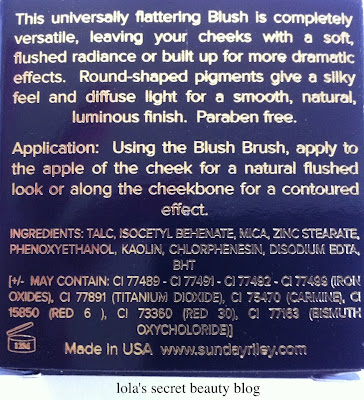 This universally flattering Blush is completely
versatile, leaving your cheeks with a soft,
flushed radiance or built up for more dramatic
effects. Round-shaped pigments give a silky
feel and diffuse light for a smooth, natural,
luminous finish. Paraben free.
Application: Using the Blush Brush, apply to
the apple of the cheek for a natural flushed
look or along the cheekbone for a contoured
effect.
INGREDIENTS: TALC, ISOCETYL BEHENATE, MICA, ZINC STEARATE,
PHENOXYETHANOL, KAOLIN, CHLORPHENESIN, DISODIUM EDTA,
BHT
[+/- MAY CONTAIN: CI 77489 - CI 77491 - CI 77492 - CI 77499 (IRON
OXIDES), CI 77891 (TITANIUM DIOXIDE), CI 75470 (CARMINE), CI
15850 (RED 6 ), CI 73360 (RED 30), CI 77163 (BISMUTH
OXYCHOLORIDE)]
12M
Made in USA www.sundayriley.com
lola's secret beauty blog